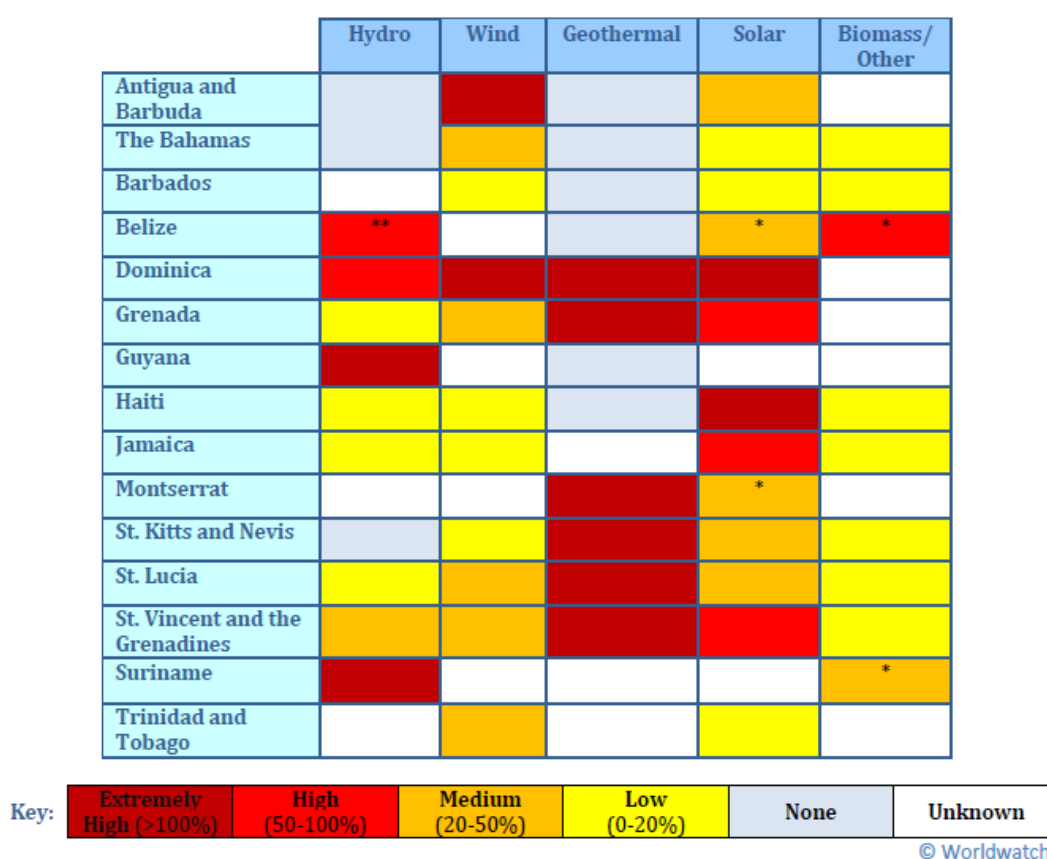 Hydro Wind Geothermal Solar Biomass/
Other
Antigua and
Barbuda
The Bahamas
Barbados
Belize ** * *
Dominica
Grenada
Guyana
Haiti
Jamaica
Montserrat *
St. Kitts and Nevis
St. Lucia
St. Vincent and the
Grenadines
Suriname *
Trinidad and
Tobago
Key: Extremely High Medium Low None Unknown
High (>100%) (50-100%) (20-50%) (0-20%)
© Worldwatch